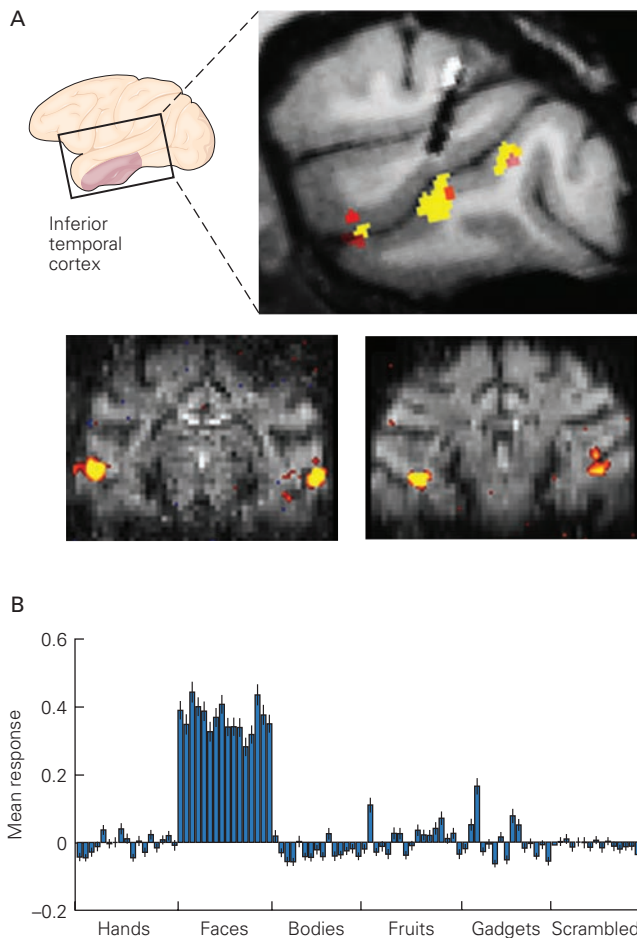 A
Inferior
temporal
cortex
B
Mean response
0.6
0.4
0.2
0
–0.2
Hands Faces Bodies Fruits Gadgets Scrambled